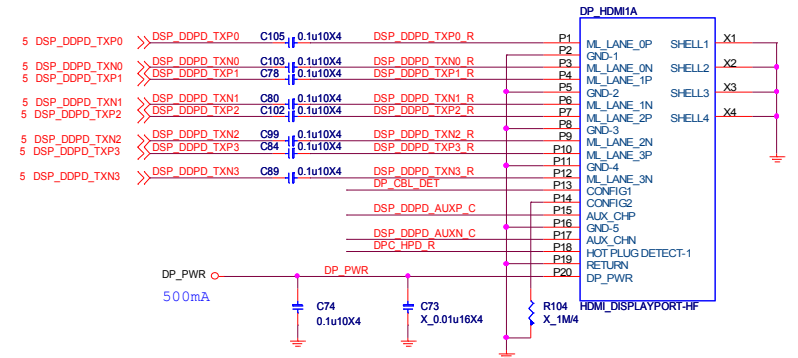 DP_HDMI1A
5 DSP_DDPD_TXP0 DSP_DDPD_TXP0 C105 0.1u10X4 DSP_DDPD_TXP0_R P1 ML_LANE_0P SHELL1 X1
P2 GND-1
5 DSP_DDPD_TXN0 DSP_DDPD_TXN0 C103 0.1u10X4 DSP_DDPD_TXN0_R P3 ML_LANE_0N SHELL2 X2
5 DSP_DDPD_TXP1 DSP_DDPD_TXP1 C78 0.1u10X4 DSP_DDPD_TXP1_R P4 ML_LANE_1P
P5 GND-2 SHELL3 X3
5 DSP_DDPD_TXN1 DSP_DDPD_TXN1 C80 0.1u10X4 DSP_DDPD_TXN1_R P6 ML_LANE_1N
5 DSP_DDPD_TXP2 DSP_DDPD_TXP2 C102 0.1u10X4 DSP_DDPD_TXP2_R P7 ML_LANE_2P SHELL4 X4
P8 GND-3
5 DSP_DDPD_TXN2 DSP_DDPD_TXN2 C99 0.1u10X4 DSP_DDPD_TXN2_R P9 ML_LANE_2N
5 DSP_DDPD_TXP3 DSP_DDPD_TXP3 C84 0.1u10X4 DSP_DDPD_TXP3_R P10 ML_LANE_3P
P11 GND-4
5 DSP_DDPD_TXN3 DSP_DDPD_TXN3 C89 0.1u10X4 DSP_DDPD_TXN3_R P12 ML_LANE_3N
DP_CBL_DET P13 CONFIG1
P14 CONFIG2
DSP_DDPD_AUXP_C P15 AUX_CHP
P16 GND-5
DSP_DDPD_AUXN_C P17 AUX_CHN
DPC_HPD_R P18 HOT PLUG DETECT-1
P19 RETURN
DP_PWR DP_PWR P20 DP_PWR
500mA
C74 C73 R104 HDMI_DISPLAYPORT-HF
0.1u10X4 X_0.01u16X4 X_1M/4